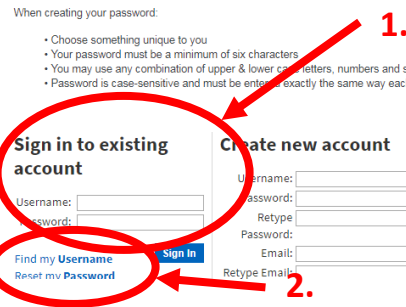 When creating your password:
• Choose something unique to you
• Your password must be a minimum of six characters
• You may use any combination of upper & lower case letters, numbers and s
• Password is case-sensitive and must be entered exactly the same way eac
1.
Sign in to existing
account
Username:
Password:
Sign In
Find my Username
Reset my Password
Create new account
Username:
Password:
Retype
Password:
Email:
Retype Email:
2.